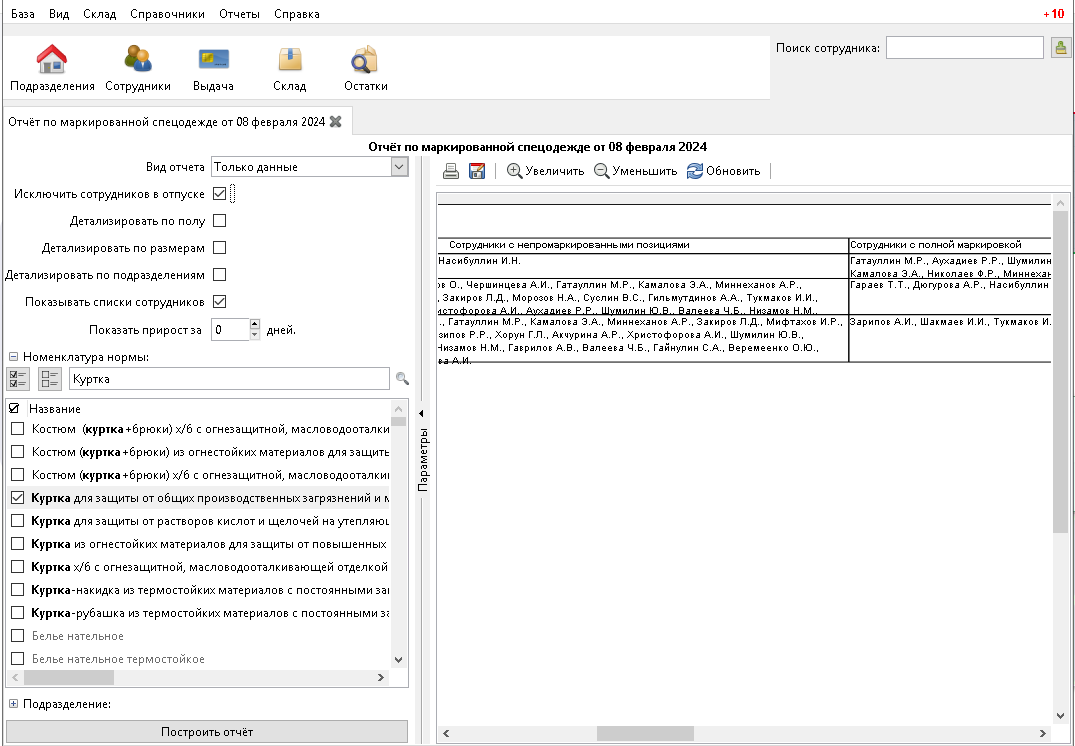 База Вид Склад Справочники Отчеты Справка +10
Поиск сотрудника:
Подразделения Сотрудники Выдача Склад Остатки
Отчёт по маркированной спецодежде от 08 февраля 2024
Отчёт по маркированной спецодежде от 08 февраля 2024
Вид отчета Только данные
Исключить сотрудников в отпуске
Детализировать по полу
Детализировать по размерам
Детализировать по подразделениям
Показывать списки сотрудников
Показать прирост за 0 дней.
Номенклатура нормы:
Куртка
Название
Костюм (куртка+брюки) х/б с огнезащитной, масловодоотталки
Костюм (куртка+брюки) из огнестойких материалов для защиты
Костюм (куртка+брюки) х/б с огнезащитной, масловодоотталки
Куртка для защиты от общих производственных загрязнений и м
Куртка для защиты от растворов кислот и щелочей на утепляющ
Куртка из огнестойких материалов для защиты от повышенных
Куртка х/б с огнезащитной, масловодоотталкивающей отделкой
Куртка-накидка из термостойких материалов с постоянными за
Куртка-рубашка из термостойких материалов с постоянными за
Белье нательное
Белье нательное термостойкое
Подразделение:
Построить отчёт
Параметры
Увеличить Уменьшить Обновить
Сотрудники с непромаркированными позициями
Сотрудники с полной маркировкой
Насибуллин И.Н.
Гатауллин М.Р., Аухадиев Р.Р., Шумилин
Камалова Э.А., Николаев Ф.Р., Миннехан
ов О., Чершинцева А.И., Гатауллин М.Р., Камалова Э.А., Миннеханов А.Р.,
, Закиров Л.Д., Морозов Н.А., Суслин В.С., Гильмутдинов А.А., Тукмаков И.И.,
истофорова А.И., Аухадиев Р.Р., Шумилин Ю.В., Валеева Ч.Б., Низамов Н.М.,
Гараев Т.Т., Дюгурова А.Р., Насибуллин
., Гатауллин М.Р., Камалова Э.А., Миннеханов А.Р., Закиров Л.Д., Мифтахов И.Р.,
зипов Р.Р., Хорун Г.Л., Акчурина А.Р., Христофорова А.И., Шумилин Ю.В.,
Низамов Н.М., Гаврилов А.В., Валеева Ч.Б., Гайнулин С.А., Веремеенко О.Ю.,
ва А.И.
Зарипов А.И., Шакмаев И.И., Тукмаков И.